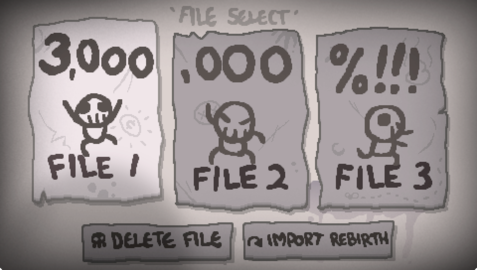 'FILE SELECT'
3,000
,000
%!!!
FILE 1
FILE 2
FILE 3
DELETE FILE
IMPORT REBIRTH